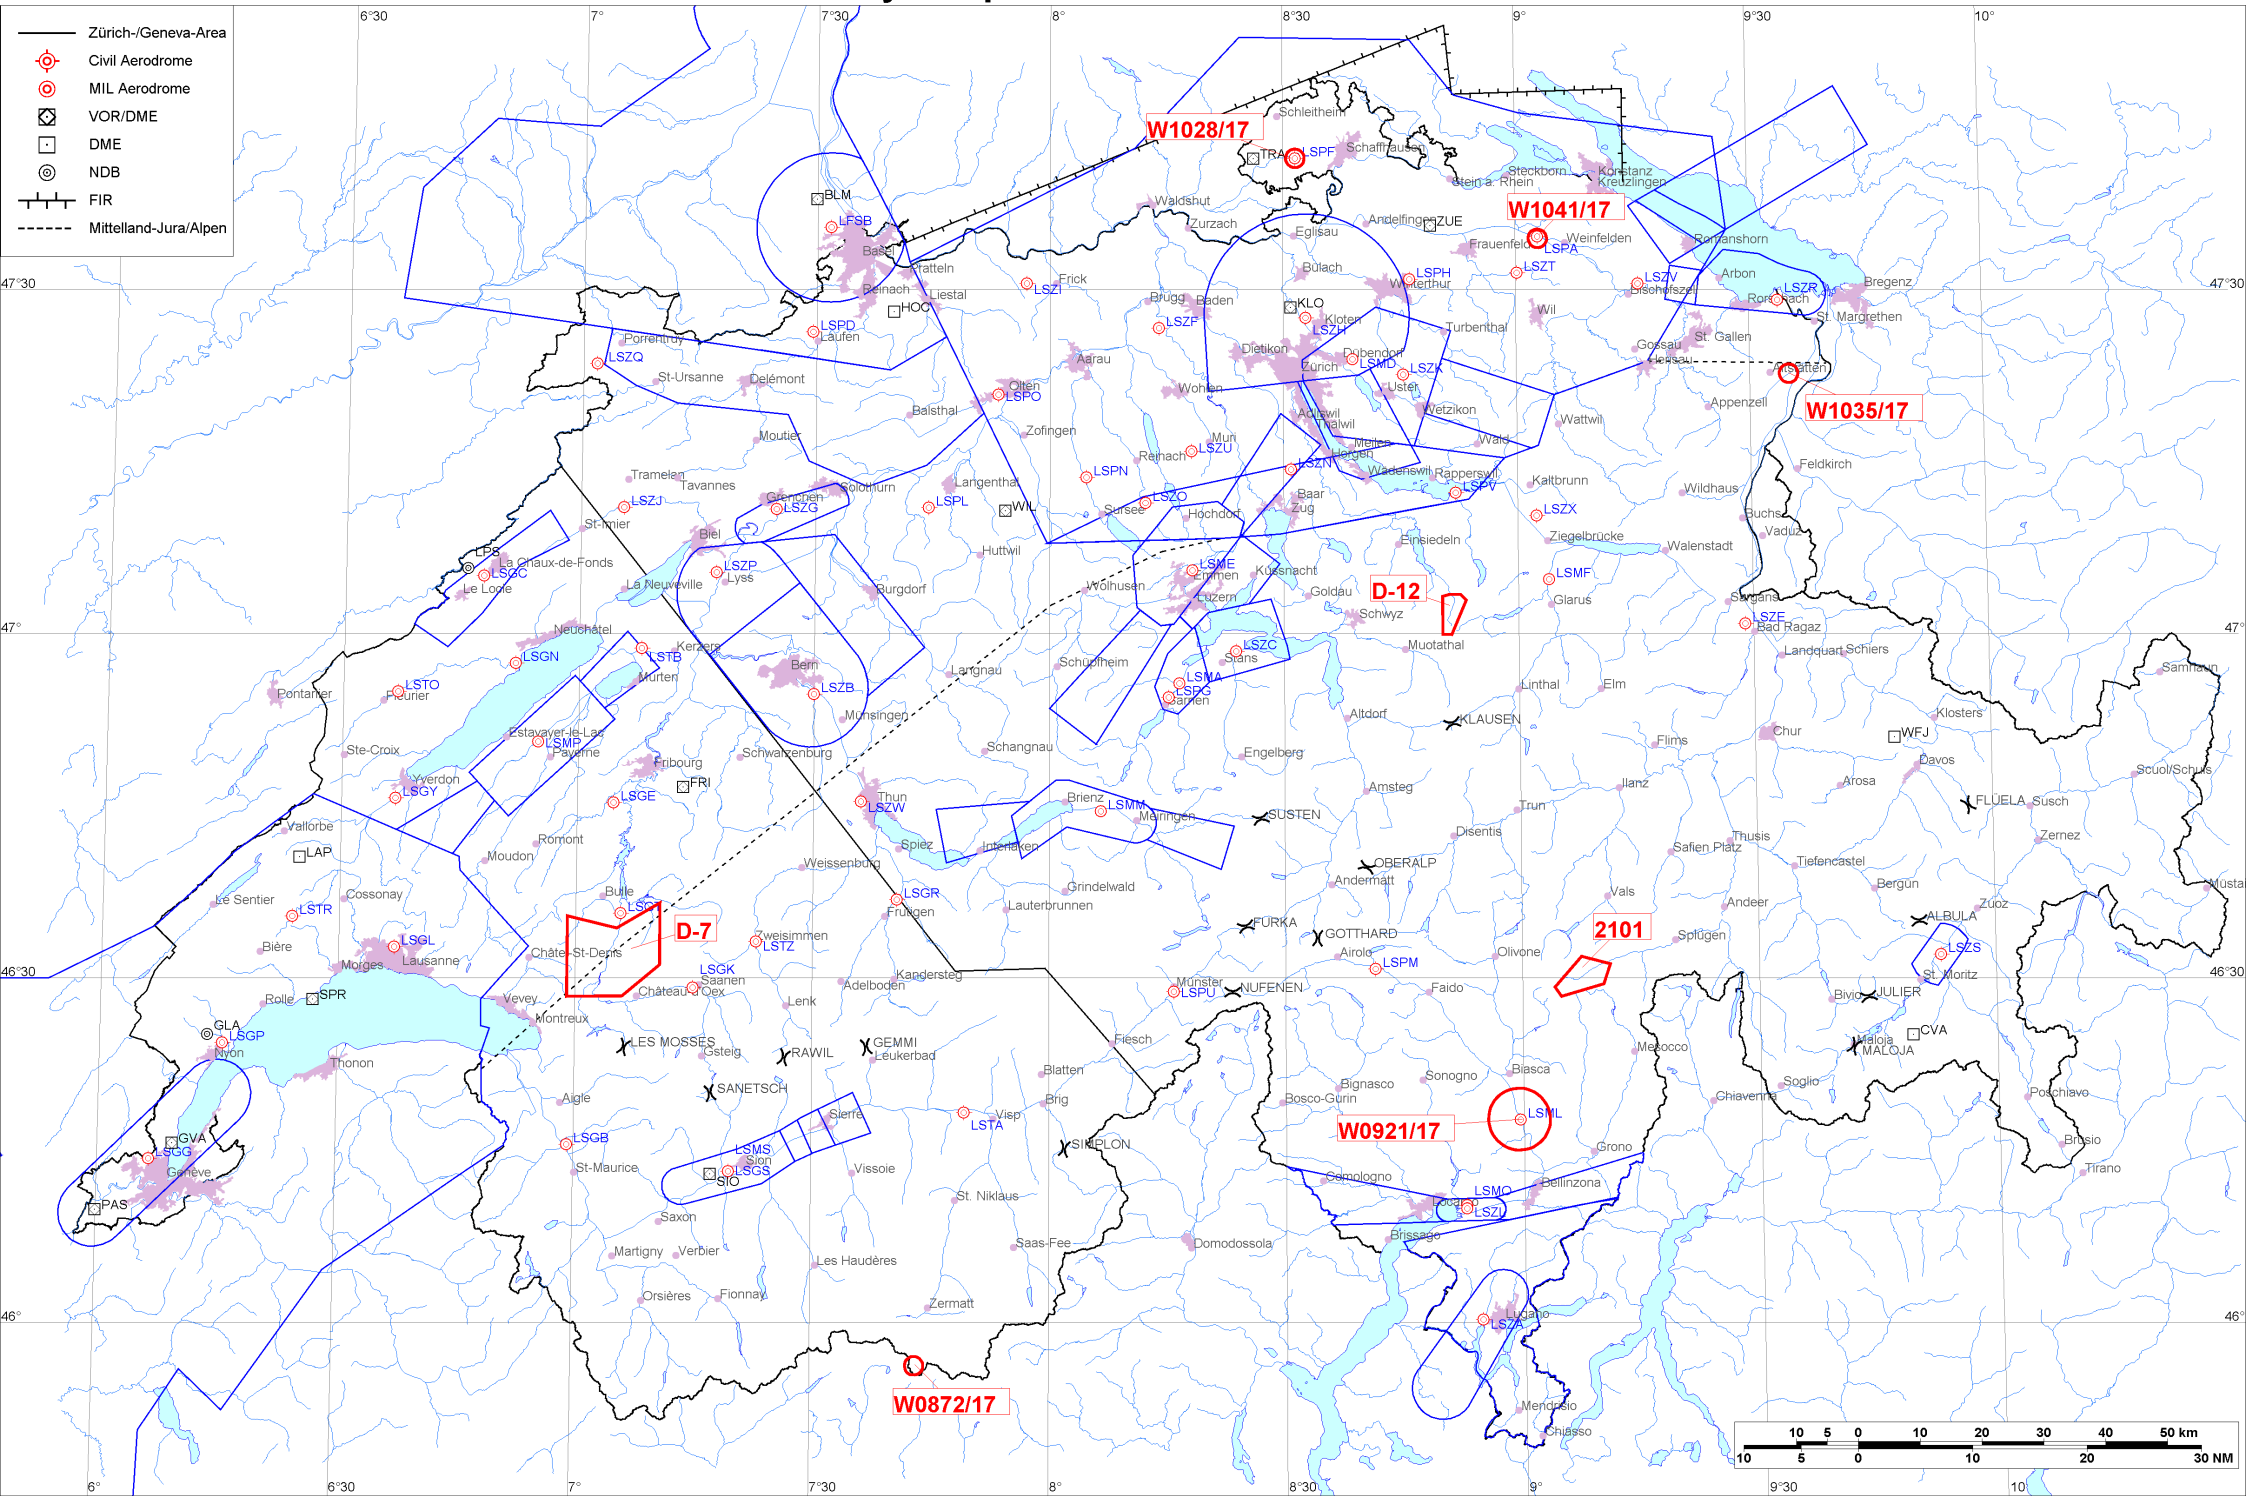 6°30
7°
7°30
8°
8°30
9°
9°30
10°
Zürich-/Geneva-Area
Civil Aerodrome
MIL Aerodrome
VOR/DME
DME
NDB
FIR
Mittelland-Jura/Alpen
Schleitheim
W1028/17
TRA
LSPF
Schaffhausen
Steckborn
Konstanz
Stein a. Rhein
Kreuzlingen
BLM
Waldshut
W1041/17
LFSB
Zurzach
Andelfingen
ZUE
Eglisau
Basel
Frauenfeld
Weinfelden
LSPA
Romanshorn
Pratteln
Bülach
LSPH
LSZT
Arbon
47°30
LSZI
Frick
Winterthur
LSZV
Bischofszell
LSZR
Bregenz
47°30
Reinach
Liestal
HOC
Brugg
Baden
KLO
Kloten
Wil
Rorschach
St. Margrethen
LSPD
Laufen
LSZF
LSZH
Turbenthal
St. Gallen
Porrentruy
LSZQ
Aarau
Dietikon
Dübendorf
LSMD
Gossau
Herisau
Zürich
LSZK
Altstätten
St-Ursanne
Delémont
Olten
LSPO
Wohlen
Uster
Balsthal
Adliswil
Thalwil
Wetzikon
Wattwil
Appenzell
W1035/17
Moutier
Zofingen
Muri
LSZU
Meilen
Wald
Horgen
Reinach
LSZN
Wädenswil
Rapperswil
Feldkirch
Tramelan
Tavannes
LSPN
Langenthal
Solothurn
Grenchen
LSZG
LSPV
Kaltbrunn
Wildhaus
LSZJ
LSPL
WIL
LSZO
Sursee
Hochdorf
Baar
Zug
LSZX
Buchs
St-Imier
Biel
Huttwil
Einsiedeln
Ziegelbrücke
Vaduz
Walenstadt
LPS
La Chaux-de-Fonds
LSGC
Le Locle
La Neuveville
LSZP
Lyss
Burgdorf
Wolhusen
LSME
Emmen
Küssnacht
Luzern
Goldau
D-12
LSMF
Glarus
Sargans
Schwyz
LSZE
Bad Ragaz
47°
Neuchâtel
Kerzers
LSTB
LSGN
Murten
Bern
Langnau
Schüpfheim
LSZC
Stans
Muotathal
Landquart
Schiers
47°
Samnaun
LSTO
Fleurier
Pontarlier
LSZB
Münsingen
LSMA
LSPG
Sarnen
Altdorf
Linthal
Elm
KLAUSEN
Klosters
Ste-Croix
Estavayer-le-Lac
LSMP
Payerne
Schwarzenburg
Schangnau
Engelberg
Flims
Chur
WFJ
Davos
Fribourg
FRI
Yverdon
LSGY
LSGE
Thun
LSZW
Brienz
LSMM
Meiringen
Amsteg
SUSTEN
Trun
Ilanz
Arosa
Scuol/Schuls
FLÜELA
Susch
Vallorbe
LAP
Romont
Moudon
Weissenburg
Spiez
Interlaken
Disentis
Safien Platz
Thusis
Zernez
Tiefencastel
OBERALP
Andermatt
Le Sentier
Cossonay
LSTR
Bulle
LSGT
LSGR
Frutigen
Grindelwald
Lauterbrunnen
Vals
Andeer
Bergun
Zuoz
ALBULA
Müstair
FURKA
GOTTHARD
2101
D-7
Bière
LSGL
Lausanne
Morges
Châtel-St-Denis
Zweisimmen
LSTZ
Airolo
Olivone
Splügen
LSZS
46°30
LSGK
Saanen
Château-d'Oex
Kandersteg
Adelboden
Münster
LSPU
NUFENEN
LSPM
Faido
St. Moritz
46°30
Rolle
SPR
Vevey
Lenk
Bivio
JULIER
Montreux
GLA
LSGP
Nyon
Thonon
LES MOSSES
Gsteig
RAWIL
GEMMI
Leukerbad
Fiesch
Mesocco
Maloja
MALOJA
CVA
SANETSCH
Blatten
Bignasco
Sonogno
Biasca
Soglio
Chiavenna
Poschiavo
Aigle
Sierre
LSTA
Visp
Brig
Bosco-Gurin
LSML
W0921/17
GVA
LSGG
Genève
LSGB
St-Maurice
LSMS
Sion
LSGS
SIO
SIMPLON
Grono
Brusio
Tirano
PAS
Vissoie
St. Niklaus
Comologno
LSMO
Locarno
LSZL
Bellinzona
Saxon
Martigny
Verbier
Saas-Fee
Domodossola
Brissago
Les Haudères
46°
Orsières
Fionnay
Zermatt
Lugano
LSZA
46°
W0872/17
Mendrisio
Chiasso
10 5 0 10 20 30 40 50 km
10 5 0 10 20 30 NM
6°
6°30
7°
7°30
8°
8°30
9°
9°30
10°